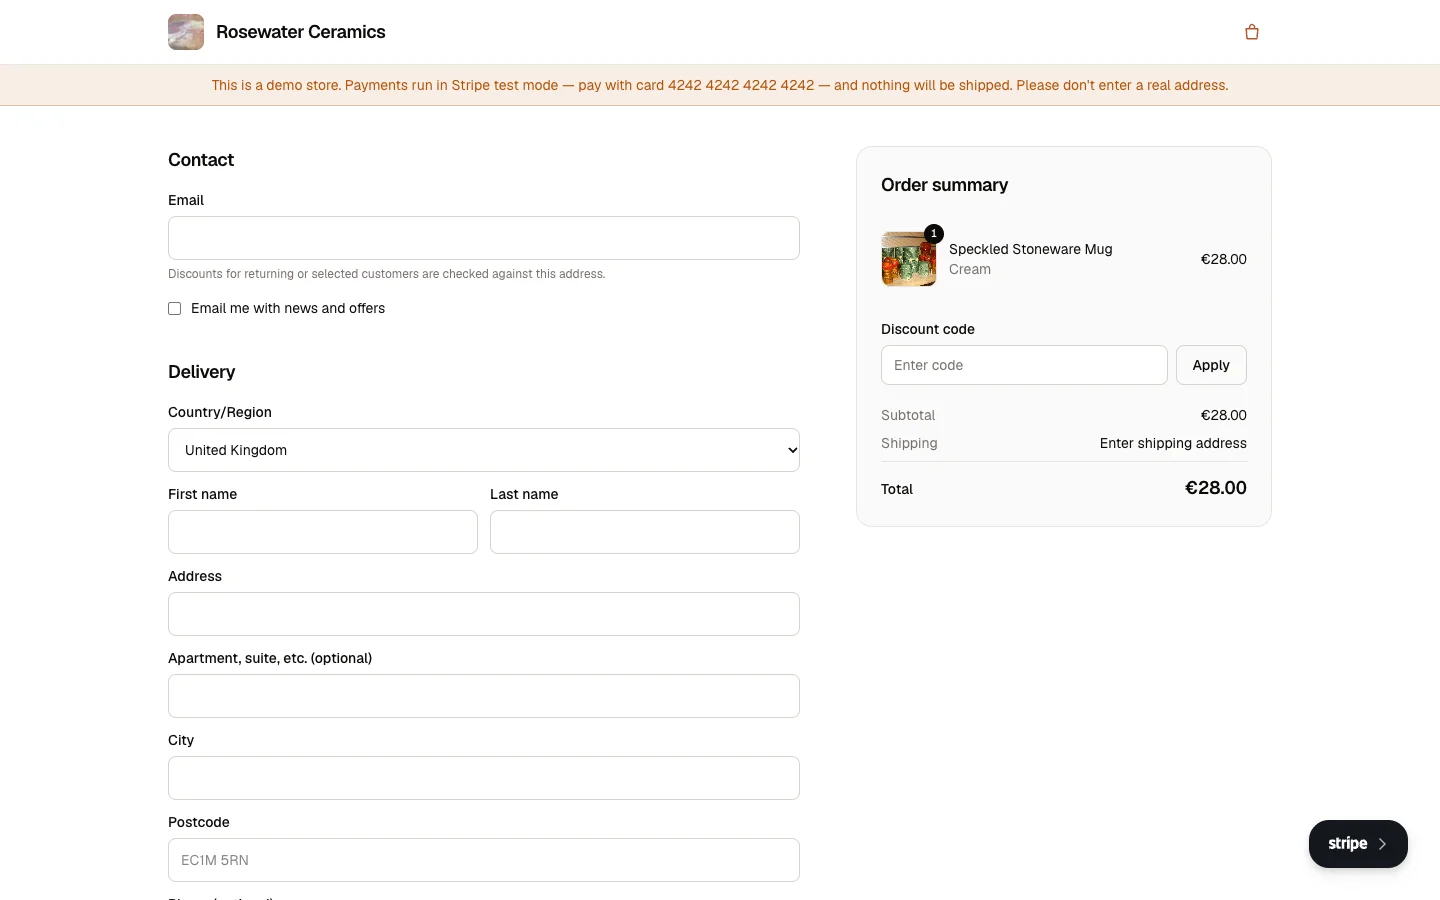 Rosewater Ceramics
This is a demo store. Payments run in Stripe test mode — pay with card 4242 4242 4242 4242 — and nothing will be shipped. Please don't enter a real address.
Contact
Email
Discounts for returning or selected customers are checked against this address.
Email me with news and offers
Delivery
Country/Region
United Kingdom
First name
Last name
Address
Apartment, suite, etc. (optional)
City
Postcode
EC1M 5RN
Order summary
1
Speckled Stoneware Mug
€28.00
Cream
Discount code
Enter code
Apply
Subtotal
€28.00
Shipping
Enter shipping address
Total
€28.00
stripe